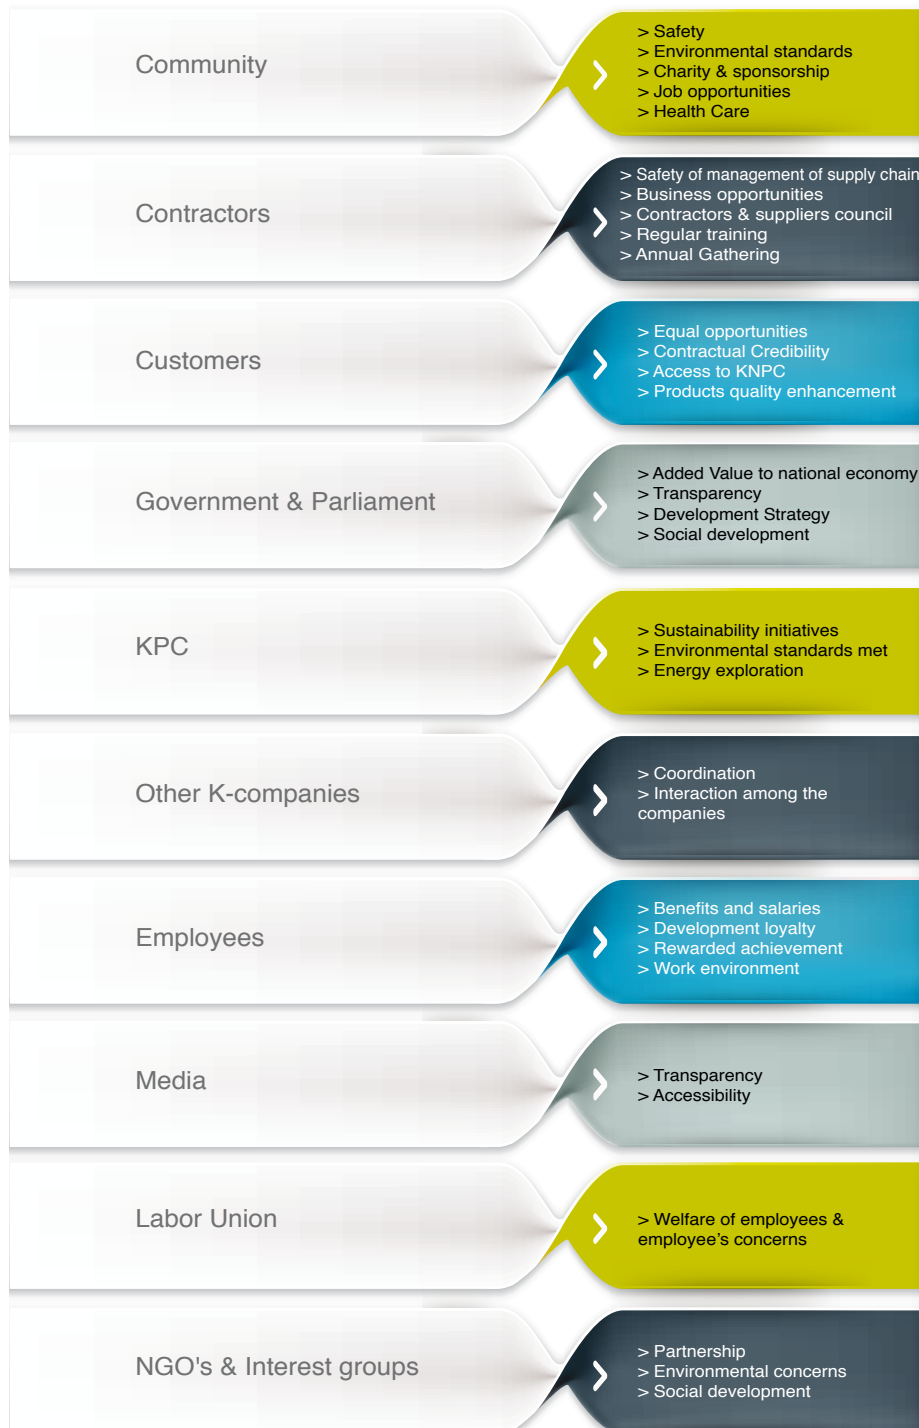 Community
> Safety
> Environmental standards
> Charity & sponsorship
> Job opportunities
> Health Care
Contractors
> Safety of management of supply chain
> Business opportunities
> Contractors & suppliers council
> Regular training
> Annual Gathering
Customers
> Equal opportunities
> Contractual Credibility
> Access to KNPC
> Products quality enhancement
Government & Parliament
> Added Value to national economy
> Transparency
> Development Strategy
> Social development
KPC
> Sustainability initiatives
> Environmental standards met
> Energy exploration
Other K-companies
> Coordination
> Interaction among the
companies
Employees
> Benefits and salaries
> Development loyalty
> Rewarded achievement
> Work environment
Media
> Transparency
> Accessibility
Labor Union
> Welfare of employees &
employee’s concerns
NGO's & Interest groups
> Partnership
> Environmental concerns
> Social development